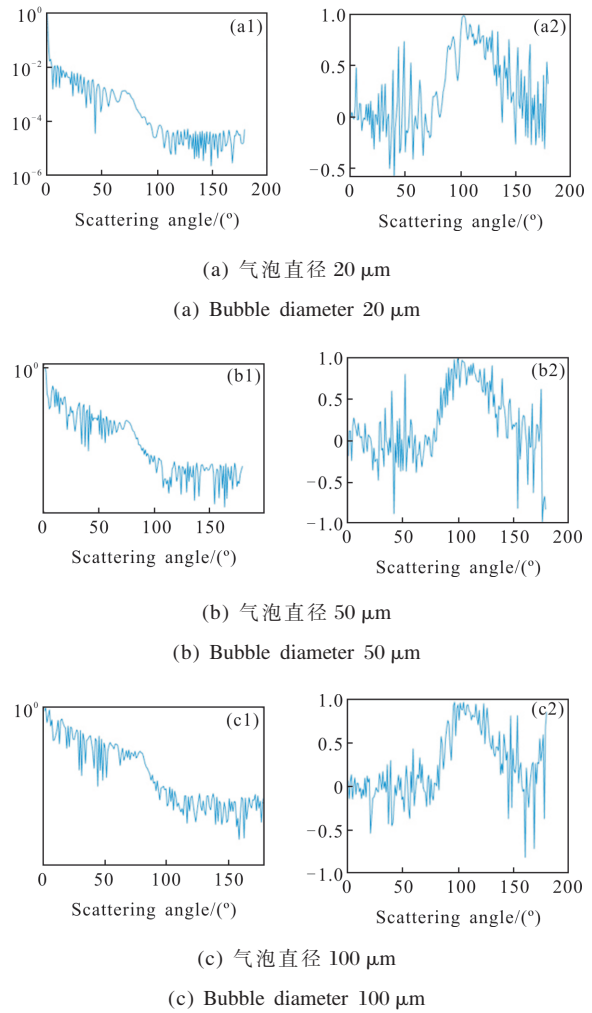 10⁰ (a1)
10⁻²
10⁻⁴
10⁻⁶
0 50 100 150 200
Scattering angle/(º)
1.0 (a2)
0.5
0
−0.5
0 50 100 150 200
Scattering angle/(º)
(a) 气泡直径 20 μm
(a) Bubble diameter 20 μm
10⁰ (b1)
0 50 100 150
Scattering angle/(º)
1.0 (b2)
0.5
0
−0.5
−1.0
0 50 100 150 200
Scattering angle/(º)
(b) 气泡直径 50 μm
(b) Bubble diameter 50 μm
10⁰ (c1)
0 50 100 150
Scattering angle/(º)
1.0 (c2)
0.5
0
−0.5
−1.0
0 50 100 150 200
Scattering angle/(º)
(c) 气泡直径 100 μm
(c) Bubble diameter 100 μm